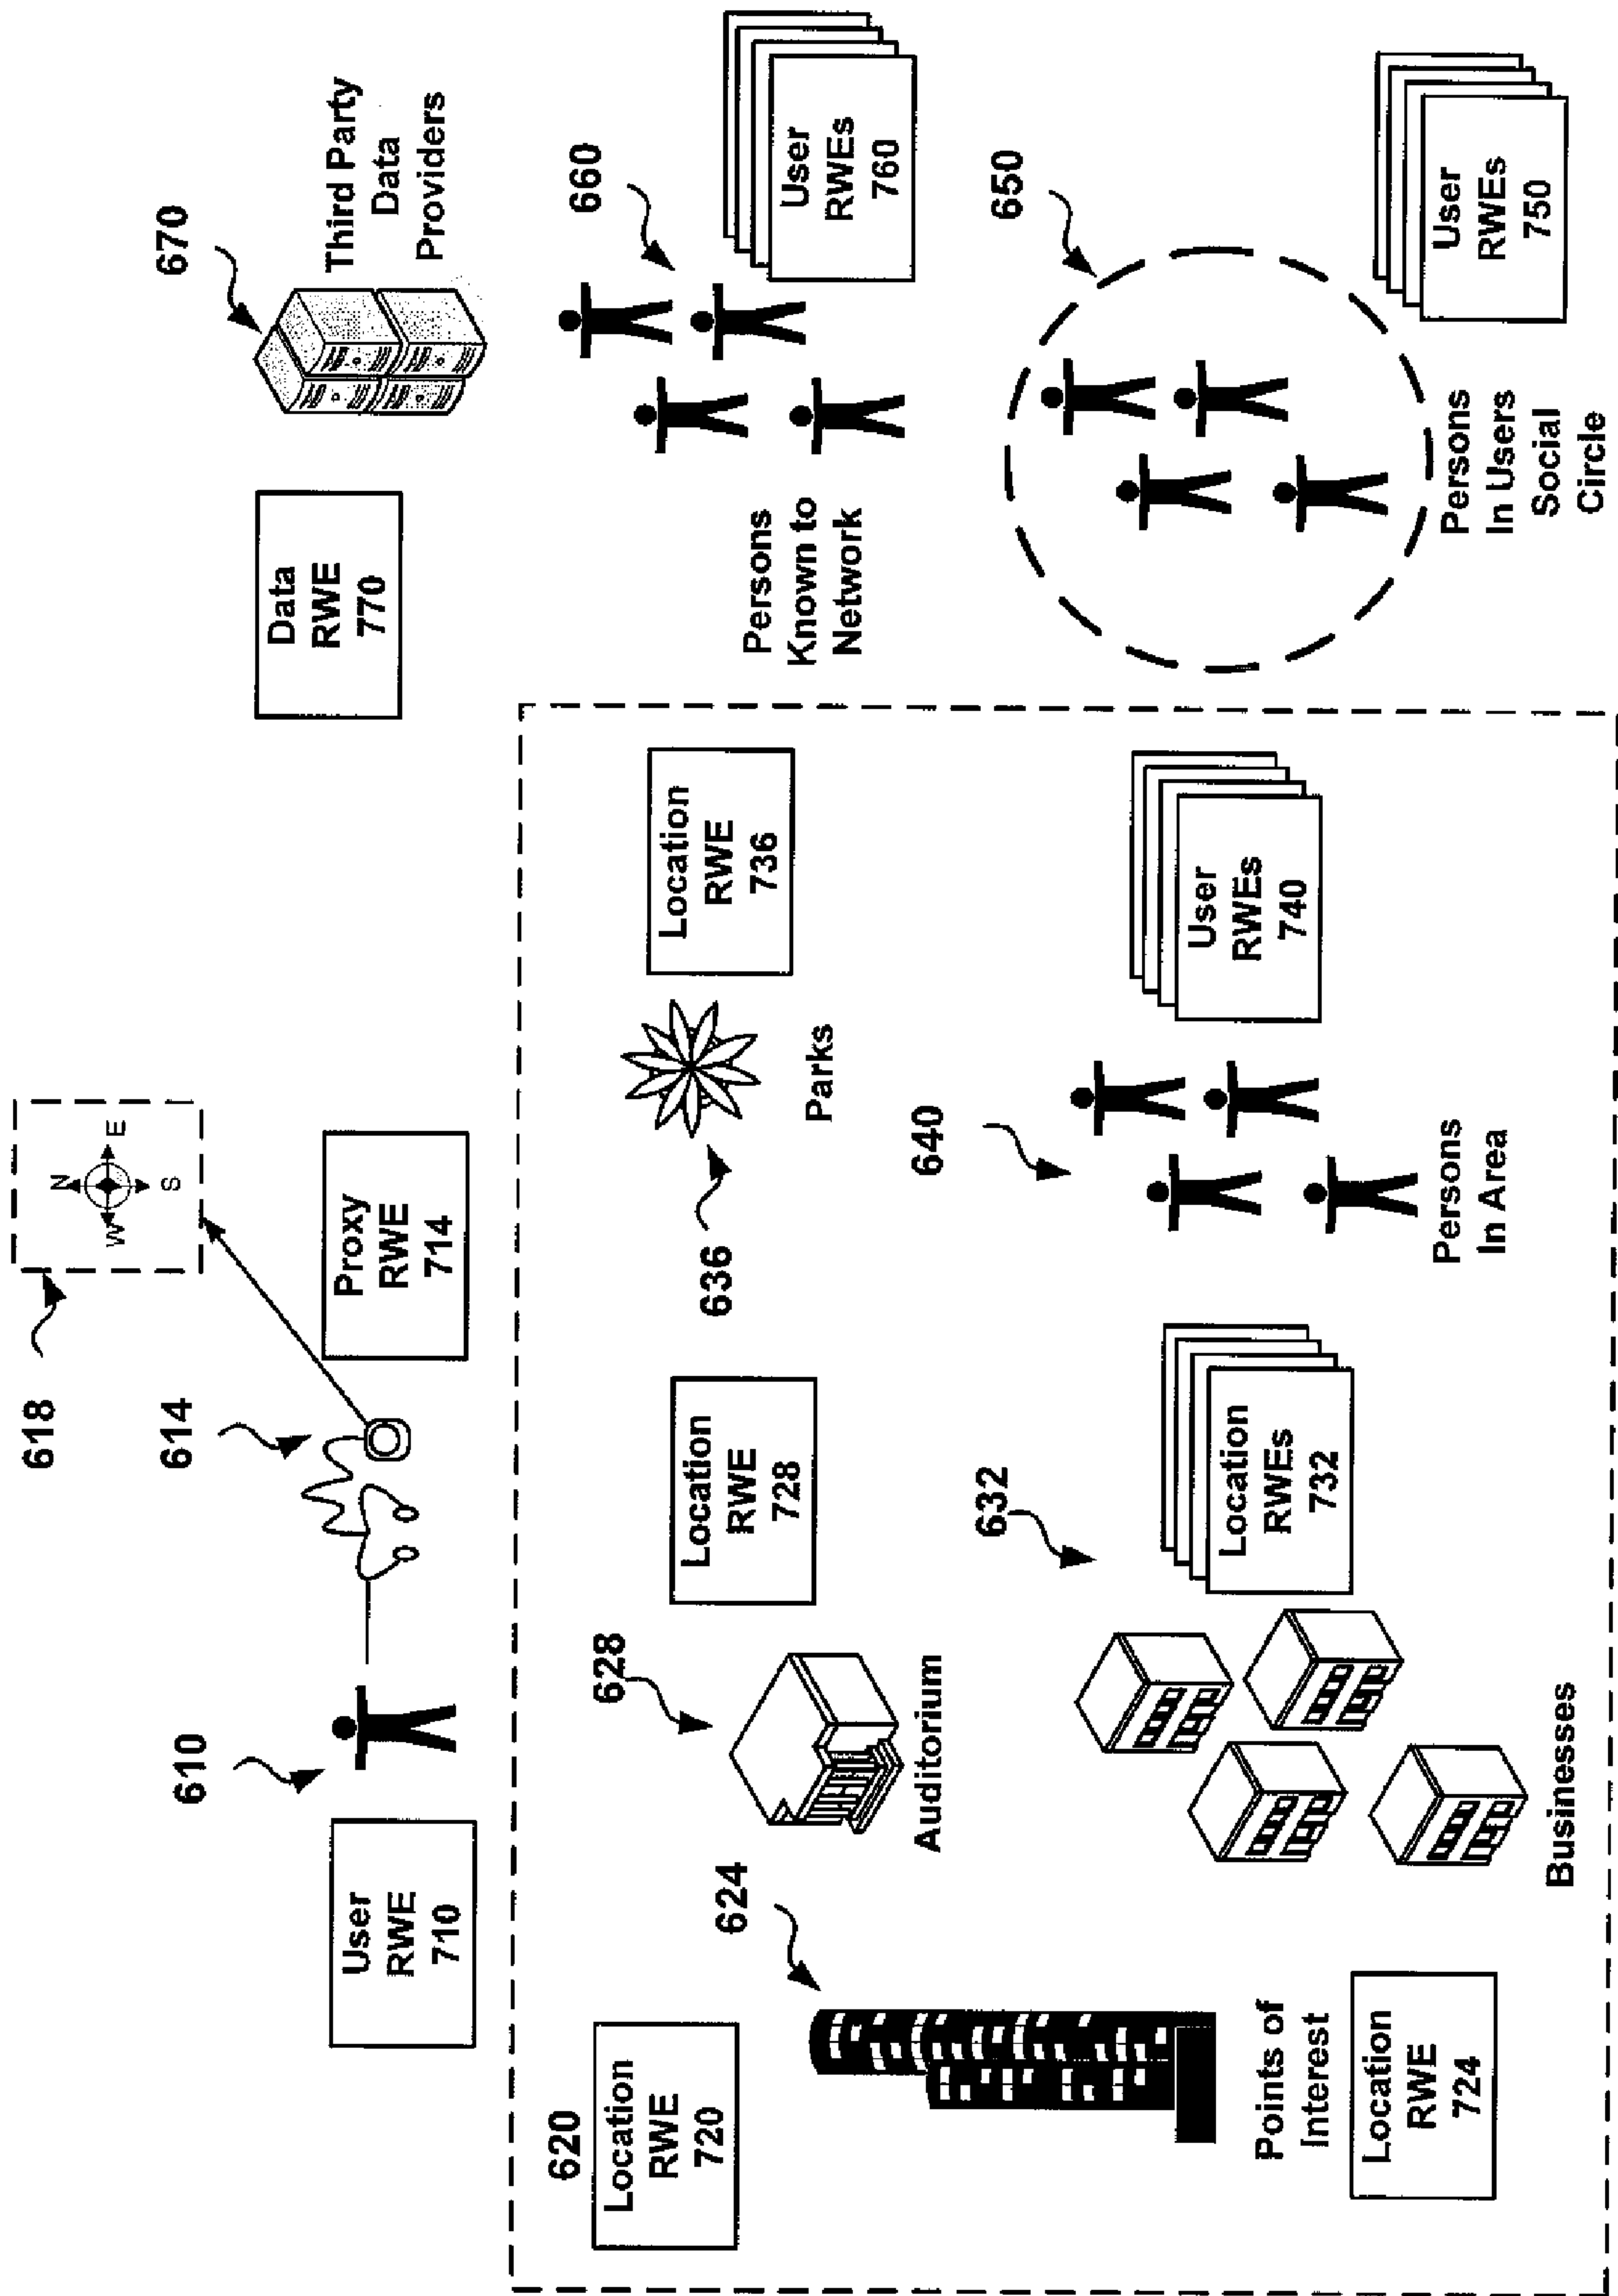 618
N
W
E
S
670
Third Party
Data
Providers
610
614
User
RWE
710
Proxy
RWE
714
Data
RWE
770
660
Persons
Known to
Network
User
RWEs
760
620
Location
RWE
720
624
Points of
Interest
Location
RWE
724
628
Auditorium
Location
RWE
728
636
Parks
Location
RWE
736
632
Businesses
Location
RWEs
732
640
Persons
In Area
User
RWEs
740
650
Persons
In Users
Social
Circle
User
RWEs
750